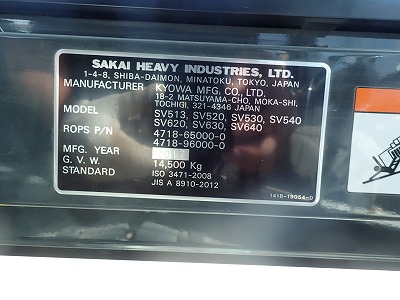 SAKAI HEAVY INDUSTRIES, LTD.
1-4-8, SHIBA-DAIMON, MINATOKU, TOKYO, JAPAN
MANUFACTURER KYOWA MFG. CO., LTD.
18-2 MATSUYAMA-CHO, MOKA-SHI,
TOCHIGI, 321-4346 JAPAN
MODEL SV513, SV520, SV530, SV540
SV620, SV630, SV640
ROPS P/N 4718-65000-0
4718-96000-0
MFG. YEAR
G. V. W. 14,500 Kg
STANDARD ISO 3471-2008
JIS A 8910-2012
1419-19054-0